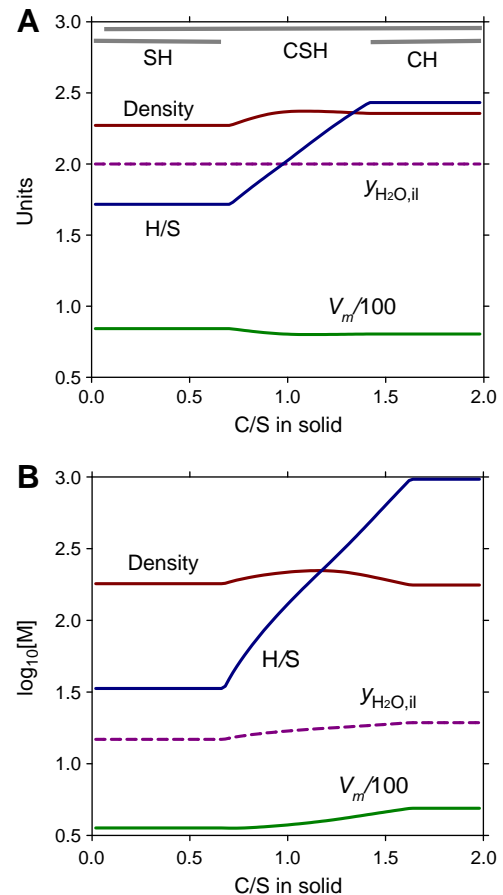 A
3.0
SH
CSH
CH
2.5
Density
2.0
Units
yH₂O,il
1.5
H/S
1.0
Vm/100
0.5
0.0
0.5
1.0
1.5
2.0
C/S in solid
B
3.0
2.5
Density
2.0
log₁₀[M]
H/S
1.5
yH₂O,il
1.0
Vm/100
0.5
0.0
0.5
1.0
1.5
2.0
C/S in solid